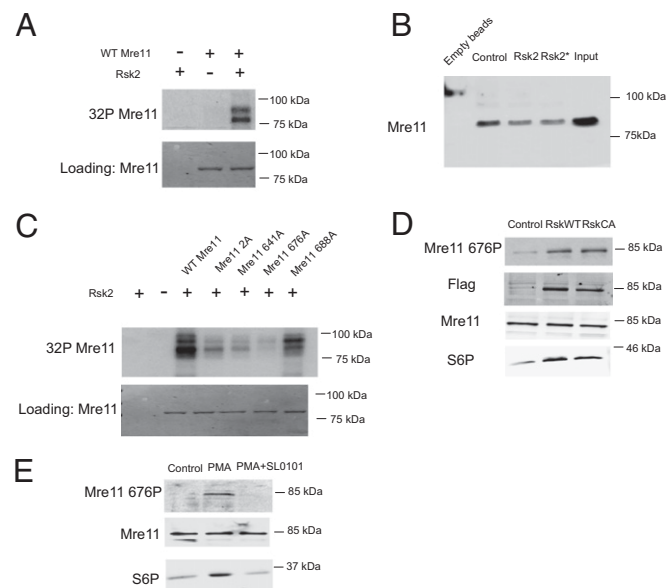 A
WT Mre11 - + +
Rsk2 + - +
32P Mre11
100 kDa
75 kDa
Loading: Mre11
100 kDa
75 kDa
B
Empty beads Control Rsk2 Rsk2* Input
Mre11
100 kDa
75kDa
C
WT Mre11 Mre11 2A Mre11 641A Mre11 676A Mre11 688A
Rsk2 + - + + + + +
32P Mre11
100 kDa
75 kDa
Loading: Mre11
100 kDa
75 kDa
D
Control RskWT RskCA
Mre11 676P 85 kDa
Flag 85 kDa
Mre11 85 kDa
46 kDa
S6P
E
Control PMA PMA+SL0101
Mre11 676P 85 kDa
Mre11 85 kDa
37 kDa
S6P